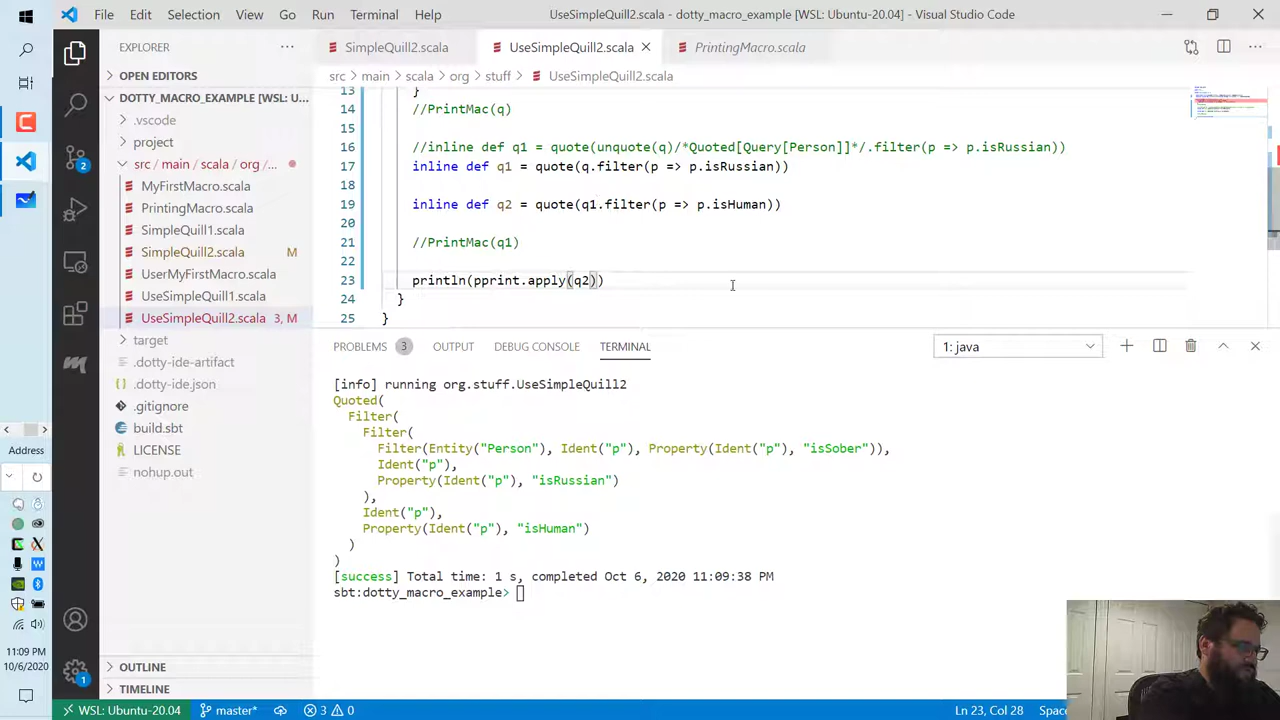 File Edit Selection View Go Run Terminal Help
UseSimpleQuill2.scala - dotty_macro_example [WSL: Ubuntu-20.04] - Visual Studio Code
EXPLORER
SimpleQuill2.scala
UseSimpleQuill2.scala
PrintingMacro.scala
OPEN EDITORS
src > main > scala > org > stuff > UseSimpleQuill2.scala
DOTTY_MACRO_EXAMPLE [WSL: U...
.vscode
project
src / main / scala / org / ...
MyFirstMacro.scala
PrintingMacro.scala
SimpleQuill1.scala
SimpleQuill2.scala M
UserMyFirstMacro.scala
UseSimpleQuill1.scala
UseSimpleQuill2.scala 3, M
target
.dotty-ide-artifact
.dotty-ide.json
.gitignore
build.sbt
LICENSE
nohup.out
OUTLINE
TIMELINE
13 }
14 //PrintMac(q)
15
16 //inline def q1 = quote(unquote(q)/*Quoted[Query[Person]]*/.filter(p => p.isRussian))
17 inline def q1 = quote(q.filter(p => p.isRussian))
18
19 inline def q2 = quote(q1.filter(p => p.isHuman))
20
21 //PrintMac(q1)
22
23 println(pprint.apply(q2))
24 }
25 }
PROBLEMS 3 OUTPUT DEBUG CONSOLE TERMINAL
1: java
[info] running org.stuff.UseSimpleQuill2
Quoted(
Filter(
Filter(
Filter(Entity("Person"), Ident("p"), Property(Ident("p"), "isSober")),
Ident("p"),
Property(Ident("p"), "isRussian")
),
Ident("p"),
Property(Ident("p"), "isHuman")
)
)
[success] Total time: 1 s, completed Oct 6, 2020 11:09:38 PM
sbt:dotty_macro_example>
2
1
Address
11:09 PM
10/6/2020
WSL: Ubuntu-20.04 master* 3 0
Ln 23, Col 28